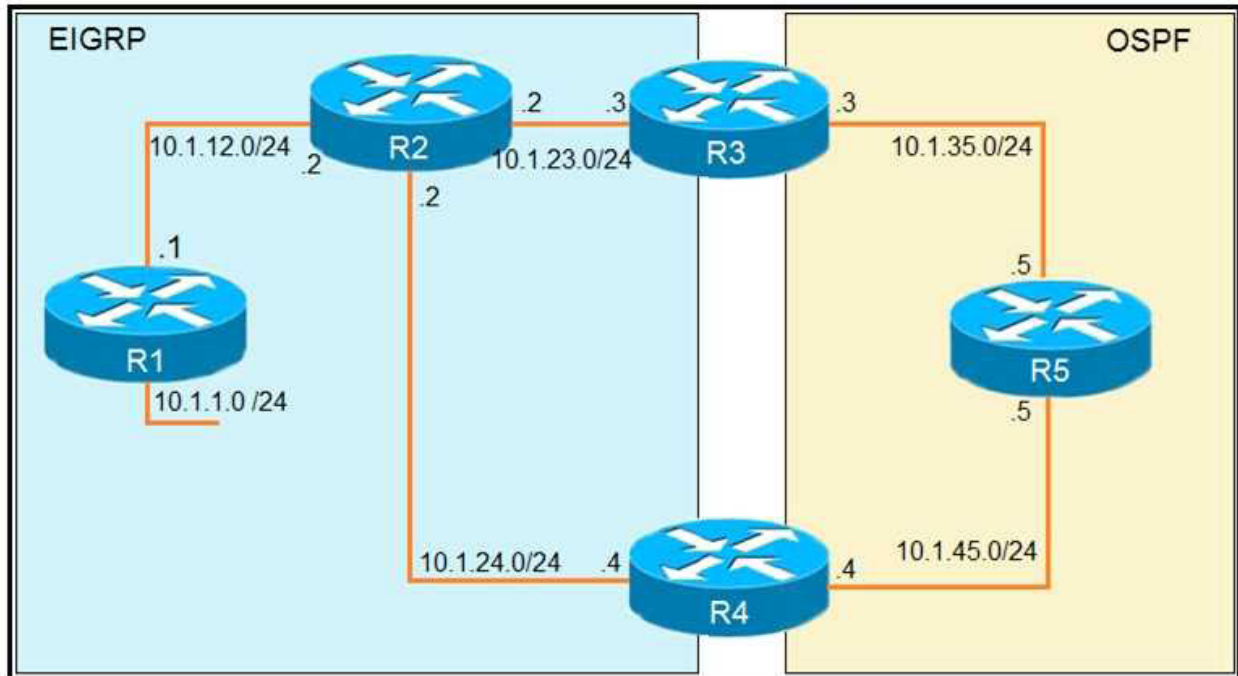 EIGRP
OSPF
.2
.3
.3
R2
R3
10.1.12.0/24
.2
10.1.23.0/24
10.1.35.0/24
.2
.1
.5
R1
R5
10.1.1.0 /24
.5
10.1.24.0/24
.4
.4
10.1.45.0/24
R4